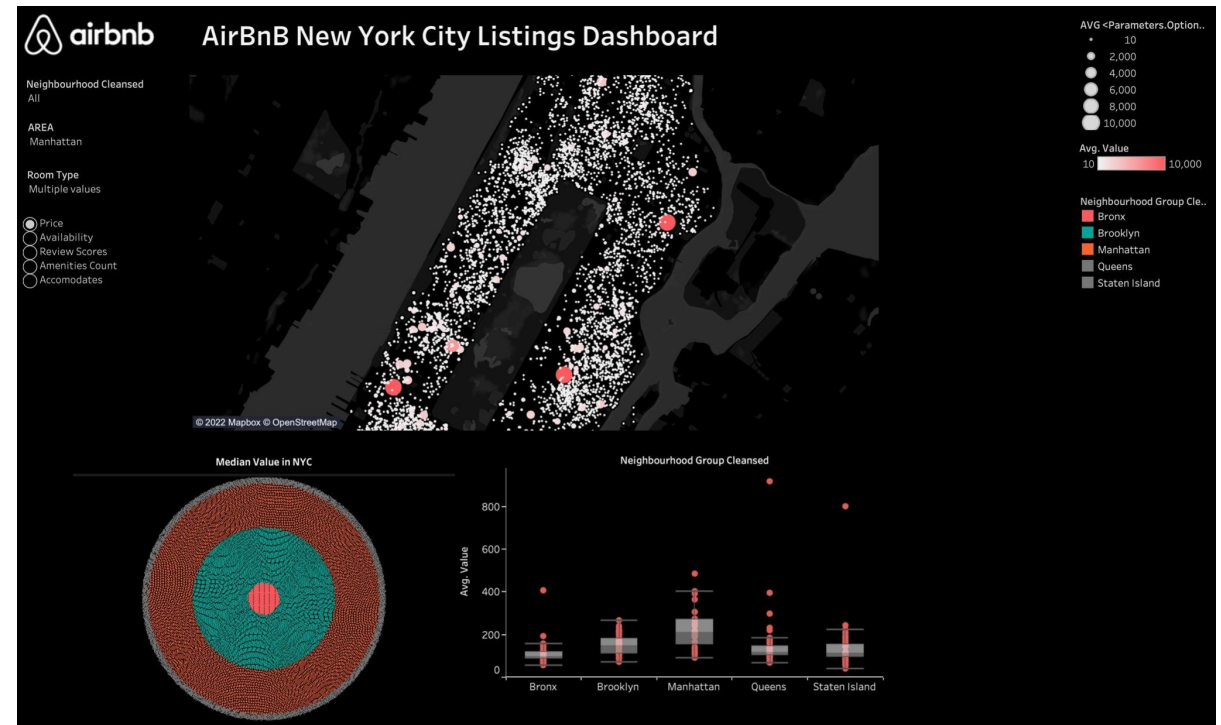 airbnb
AirBnB New York City Listings Dashboard
Neighbourhood Cleansed
All
AREA
Manhattan
Room Type
Multiple values
Price
Availability
Review Scores
Amenities Count
Accomodates
© 2022 Mapbox © OpenStreetMap
AVG <Parameters.Option..
10
2,000
4,000
6,000
8,000
10,000
Avg. Value
10 10,000
Neighbourhood Group Cle..
Bronx
Brooklyn
Manhattan
Queens
Staten Island
Median Value in NYC
Neighbourhood Group Cleansed
Avg. Value
800
600
400
200
0
Bronx Brooklyn Manhattan Queens Staten Island